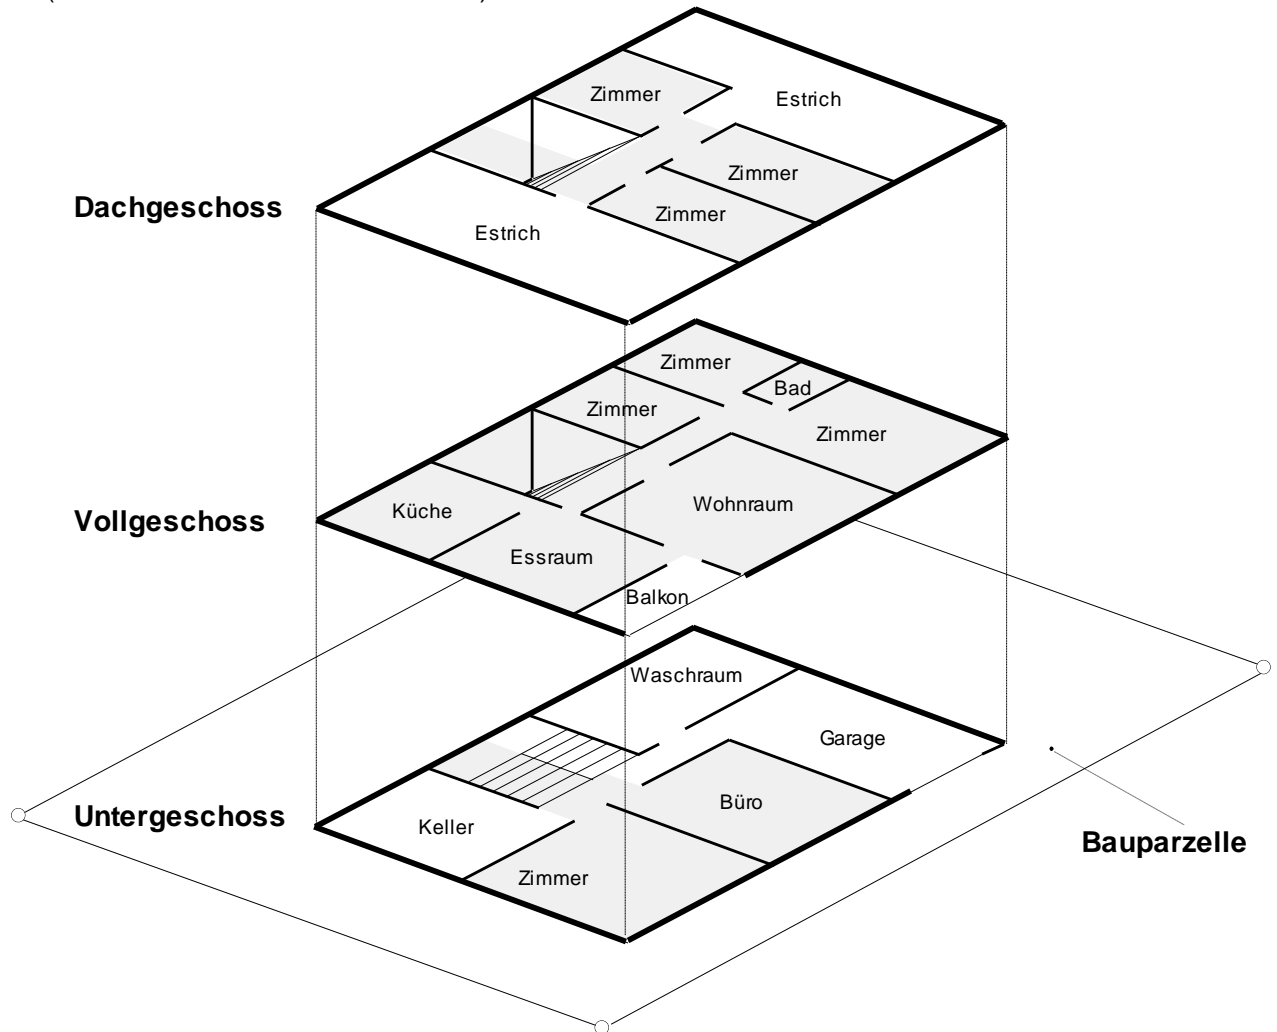 Zimmer
Estrich
Zimmer
Dachgeschoss
Zimmer
Estrich
Zimmer
Bad
Zimmer
Zimmer
Küche
Wohnraum
Vollgeschoss
Essraum
Balkon
Waschraum
Garage
Büro
Untergeschoss
Keller
Bauparzelle
Zimmer